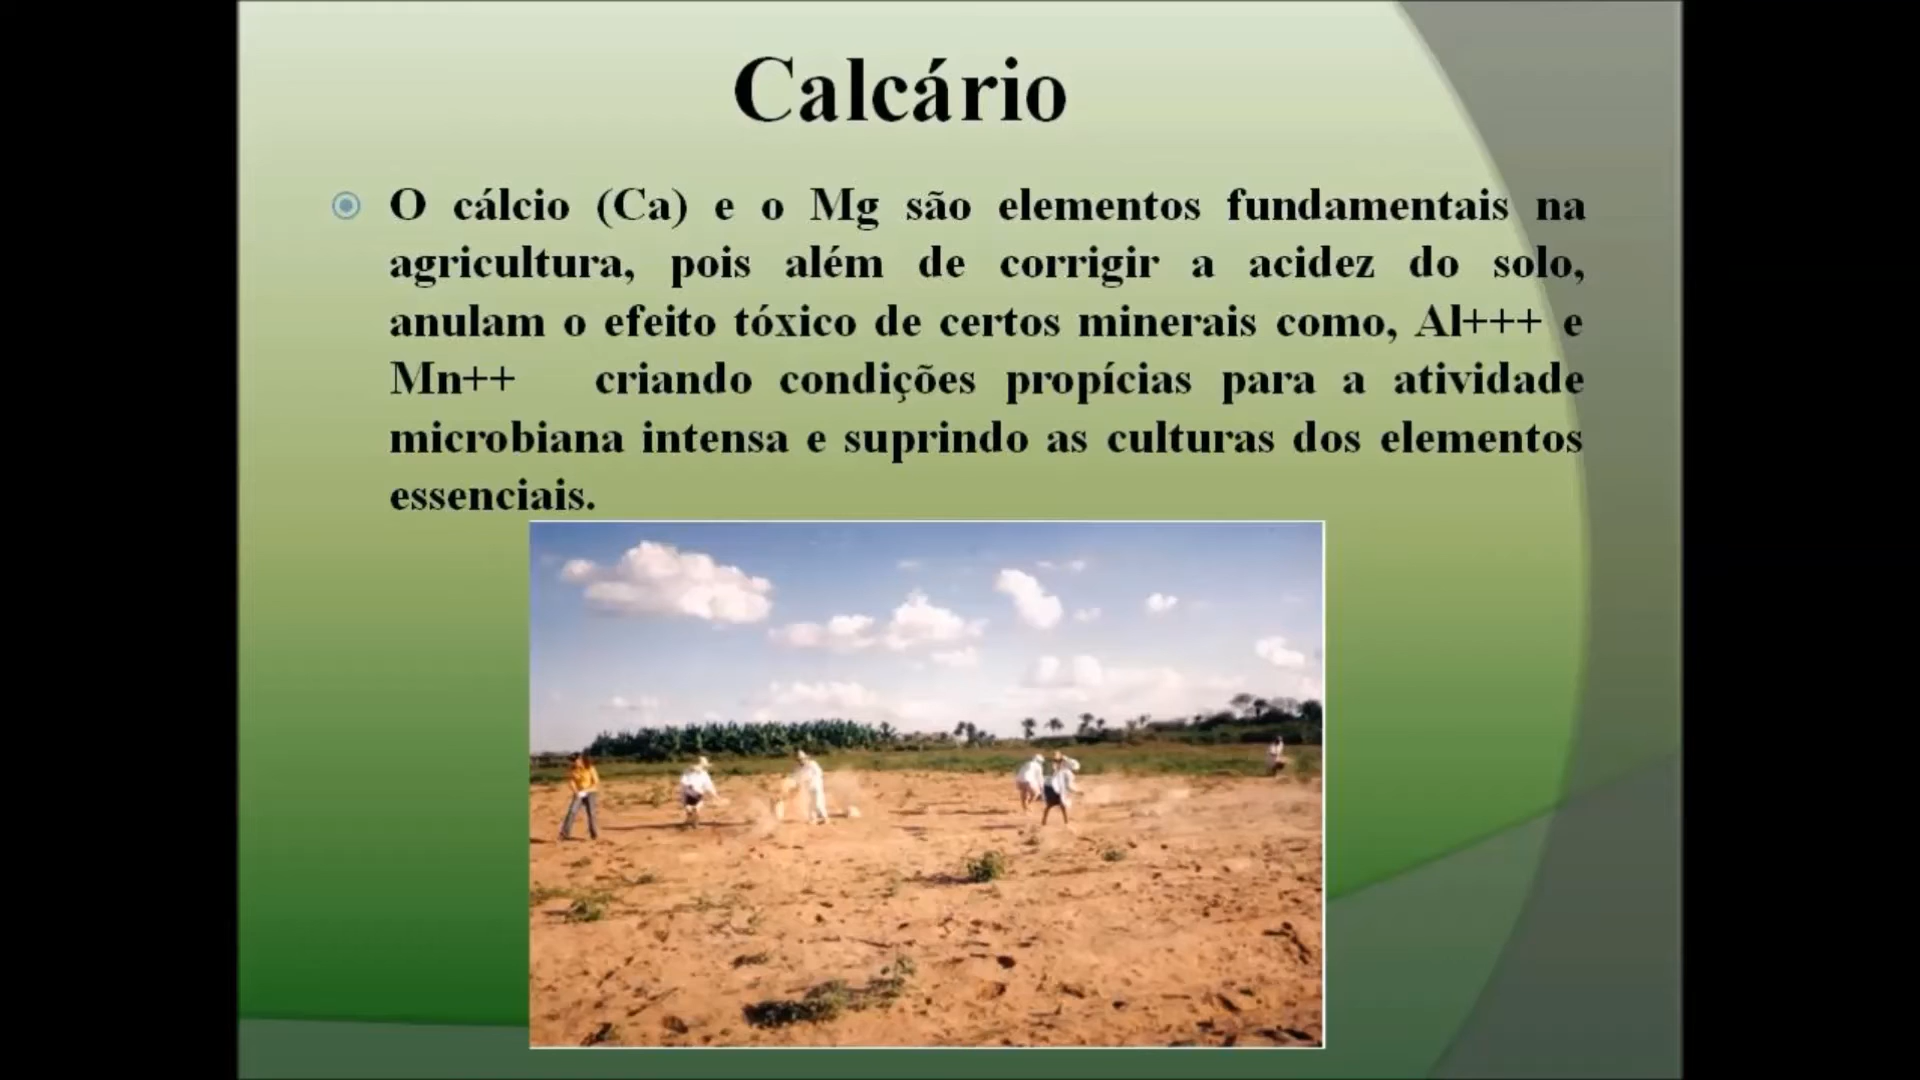 Calcário
O cálcio (Ca) e o Mg são elementos fundamentais na
agricultura, pois além de corrigir a acidez do solo,
anulam o efeito tóxico de certos minerais como, Al+++ e
Mn++ criando condições propícias para a atividade
microbiana intensa e suprindo as culturas dos elementos
essenciais.